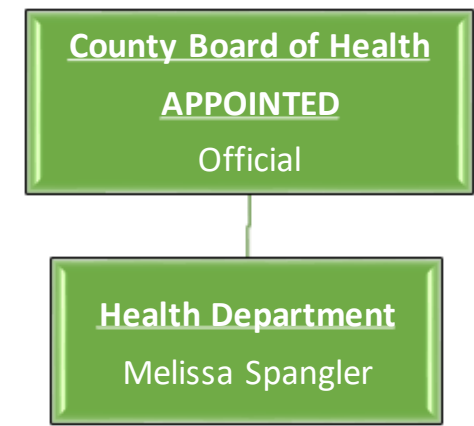 County Board of Health
APPOINTED
Official
Health Department
Melissa Spangler